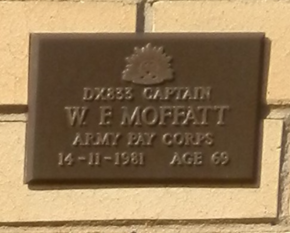 DX833 CAPTAIN
W. F. MOFFATT
ARMY PAY CORPS
14-11-1981 AGE 69